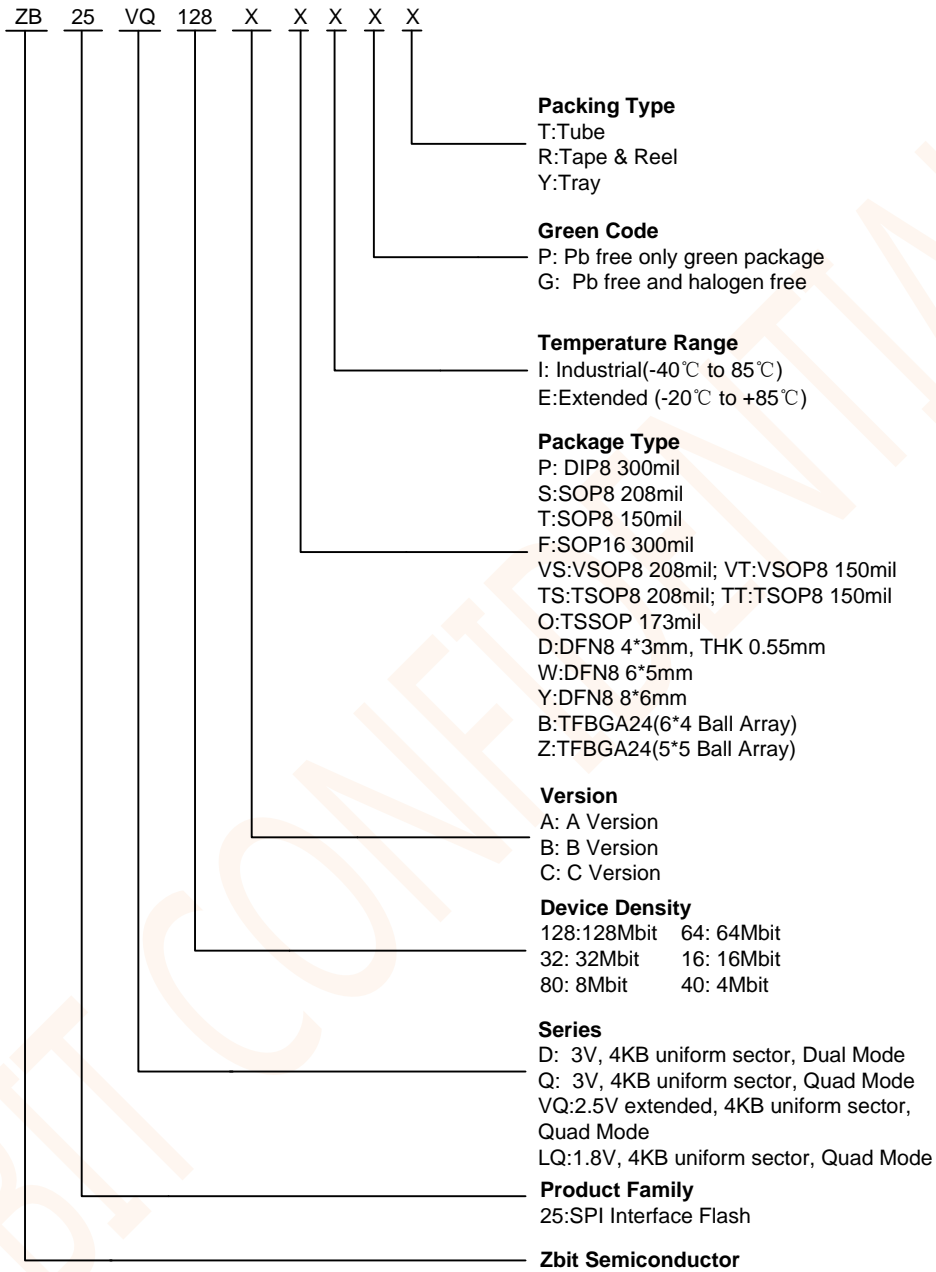 ZB 25 VQ 128 X X X X X
Packing Type
T:Tube
R:Tape & Reel
Y:Tray
Green Code
P: Pb free only green package
G: Pb free and halogen free
Temperature Range
I: Industrial(-40℃ to 85℃)
E:Extended (-20℃ to +85℃)
Package Type
P: DIP8 300mil
S:SOP8 208mil
T:SOP8 150mil
F:SOP16 300mil
VS:VSOP8 208mil; VT:VSOP8 150mil
TS:TSOP8 208mil; TT:TSOP8 150mil
O:TSSOP 173mil
D:DFN8 4*3mm, THK 0.55mm
W:DFN8 6*5mm
Y:DFN8 8*6mm
B:TFBGA24(6*4 Ball Array)
Z:TFBGA24(5*5 Ball Array)
Version
A: A Version
B: B Version
C: C Version
Device Density
128:128Mbit 64: 64Mbit
32: 32Mbit 16: 16Mbit
80: 8Mbit 40: 4Mbit
Series
D: 3V, 4KB uniform sector, Dual Mode
Q: 3V, 4KB uniform sector, Quad Mode
VQ:2.5V extended, 4KB uniform sector,
Quad Mode
LQ:1.8V, 4KB uniform sector, Quad Mode
Product Family
25:SPI Interface Flash
Zbit Semiconductor
BIT CONFIDENTIA